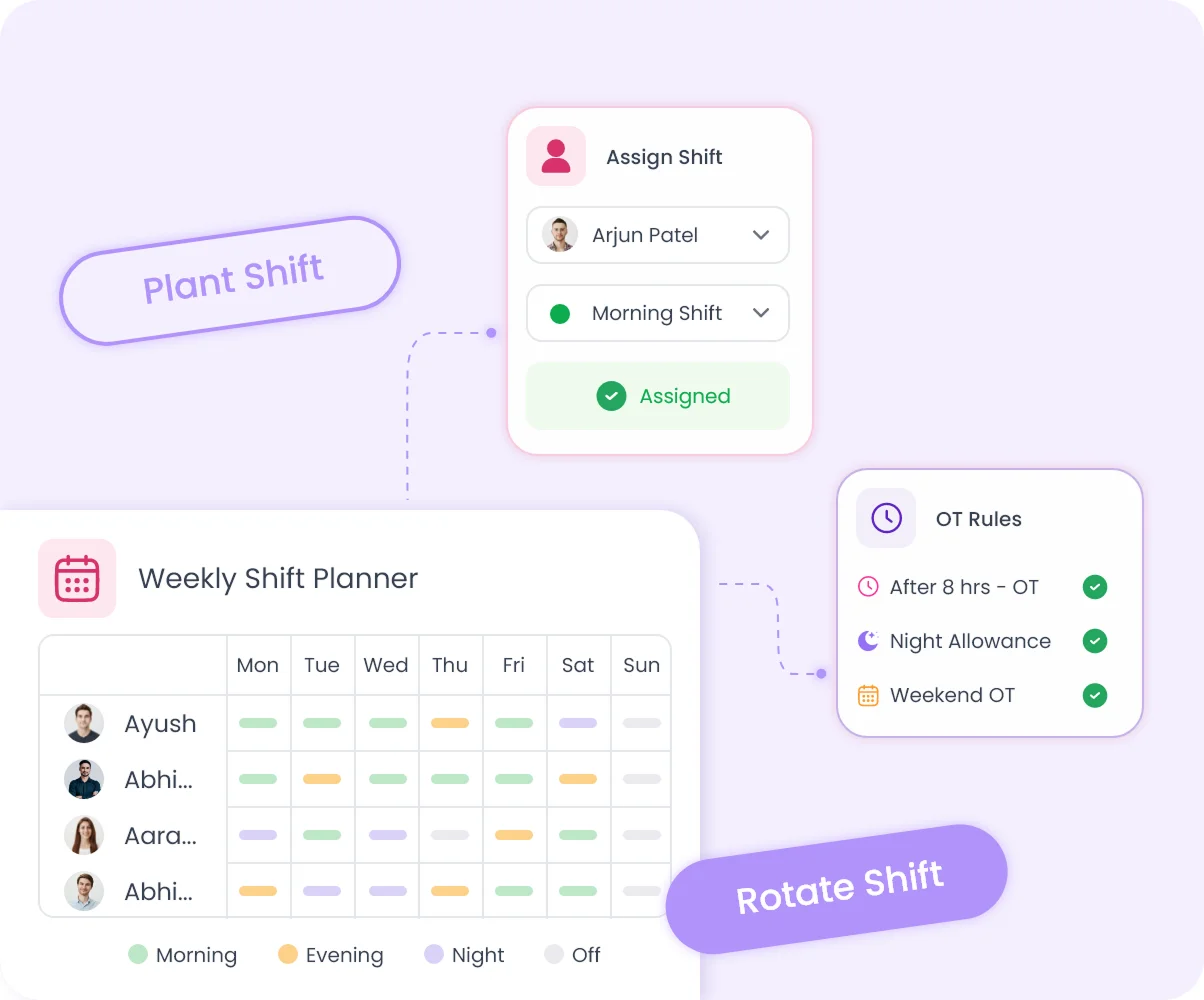 Assign Shift
Arjun Patel
Morning Shift
Assigned
Plant Shift
OT Rules
After 8 hrs - OT
Night Allowance
Weekend OT
Weekly Shift Planner
Mon Tue Wed Thu Fri Sat Sun
Ayush
Abhi...
Aara...
Abhi...
Morning Evening Night Off
Rotate Shift